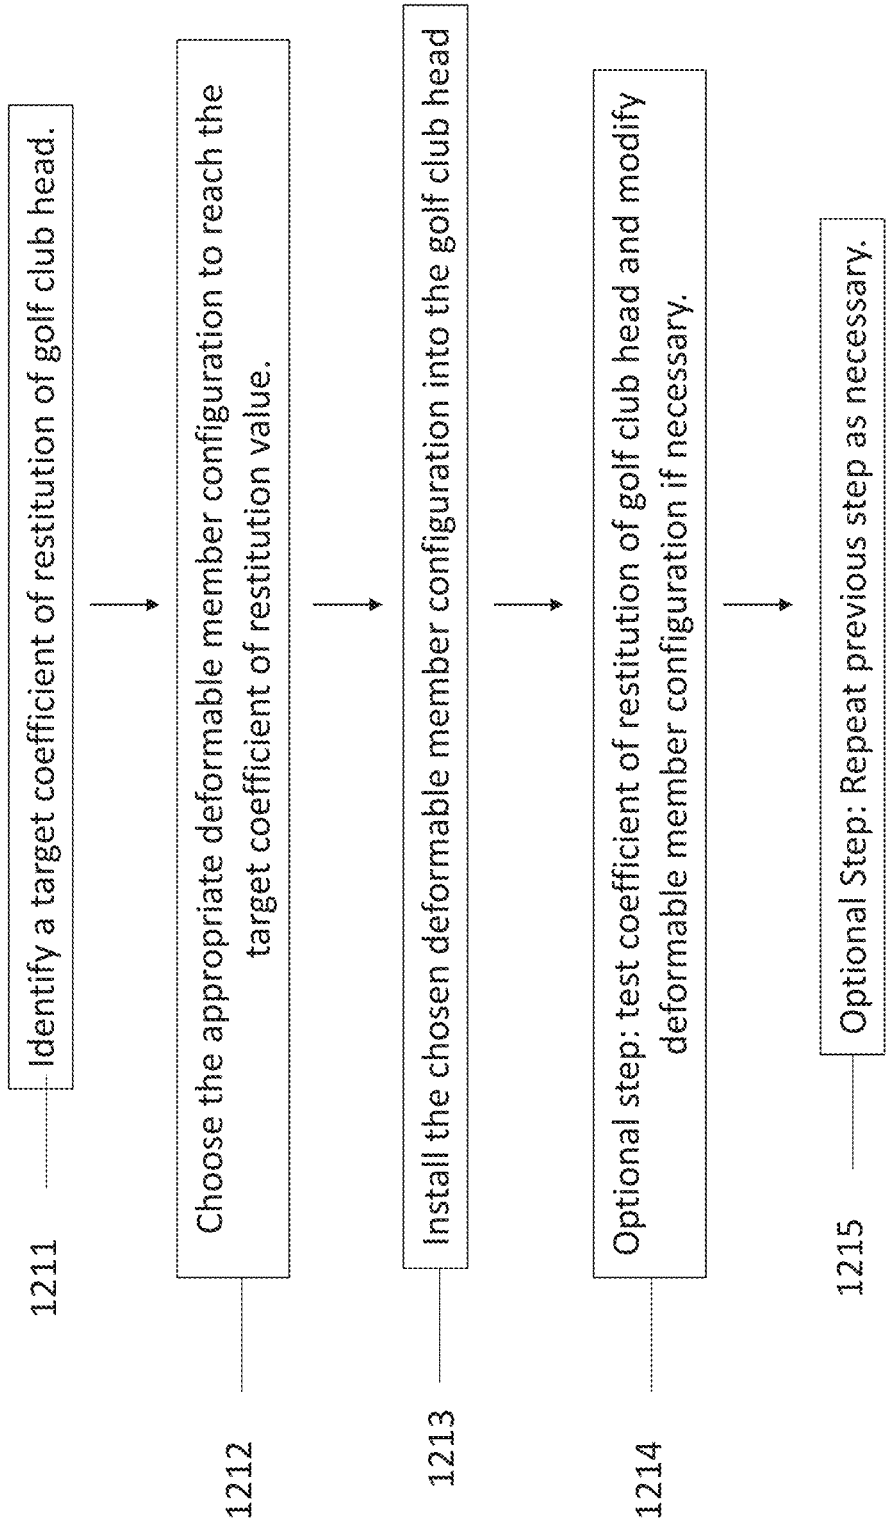 1211
Identify a target coefficient of restitution of golf club head.
1212
Choose the appropriate deformable member configuration to reach the
target coefficient of restitution value.
1213
Install the chosen deformable member configuration into the golf club head
1214
Optional step: test coefficient of restitution of golf club head and modify
deformable member configuration if necessary.
1215
Optional Step: Repeat previous step as necessary.